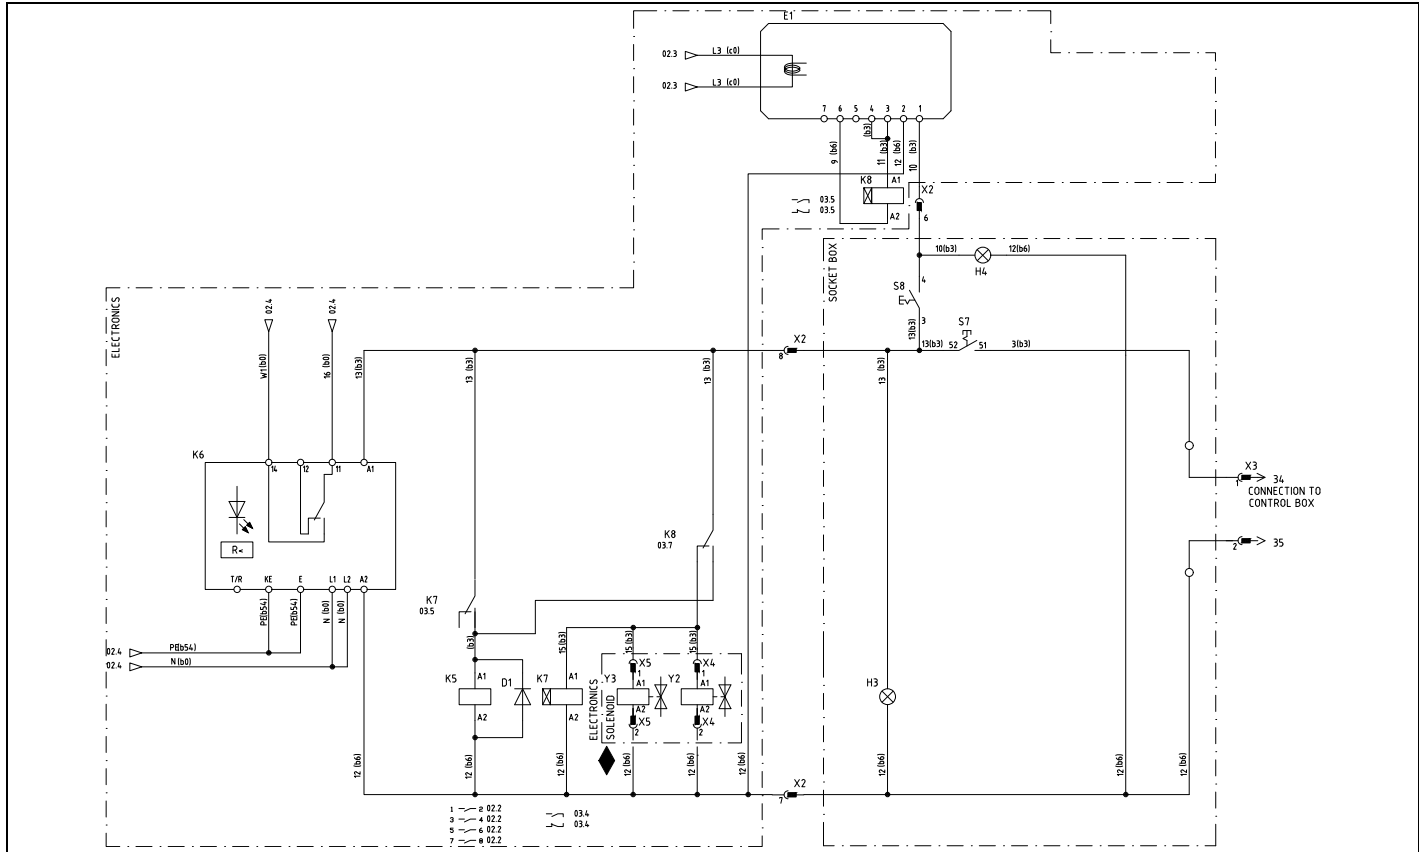 E1
02.3 L3 (c0)
02.3 L3 (c0)
7 6 5 4 3 2 1
9 (b6)
(b3)
11 (b3)
12 (b6)
10 (b3)
K8
A1
A2
03.5
03.5
X2
6
SOCKET BOX
10(b3)
12(b6)
H4
4
S8
3
13(b3)
S7
13(b3) 52 51 3(b3)
ELECTRONICS
02.4
02.4
W1(b0)
16 (b0)
13(b3)
13 (b3)
13 (b3)
X2
8
13 (b3)
K6
14 12 11 A1
R<
T/R KE E L1 L2 A2
PE(b54)
PE(b54)
N (b0)
N (b0)
02.4 PE(b54)
02.4 N(b0)
K8
03.7
K7
03.5
(b3)
15(b3)
15(b3)
15(b3)
X3
1
34
CONNECTION TO
CONTROL BOX
2
35
K5
A1
A2
D1
K7
A1
A2
ELECTRONICS
SOLENOID
X5
1
Y3
A1
A2
X5
2
X4
1
Y2
A1
A2
X4
2
H3
12 (b6)
12 (b6)
12 (b6)
12 (b6)
12 (b6)
12 (b6)
12 (b6)
12 (b6)
12 (b6)
X2
7
1 2 02.2
3 4 02.2
5 6 02.2
7 8 02.2
03.4
03.4